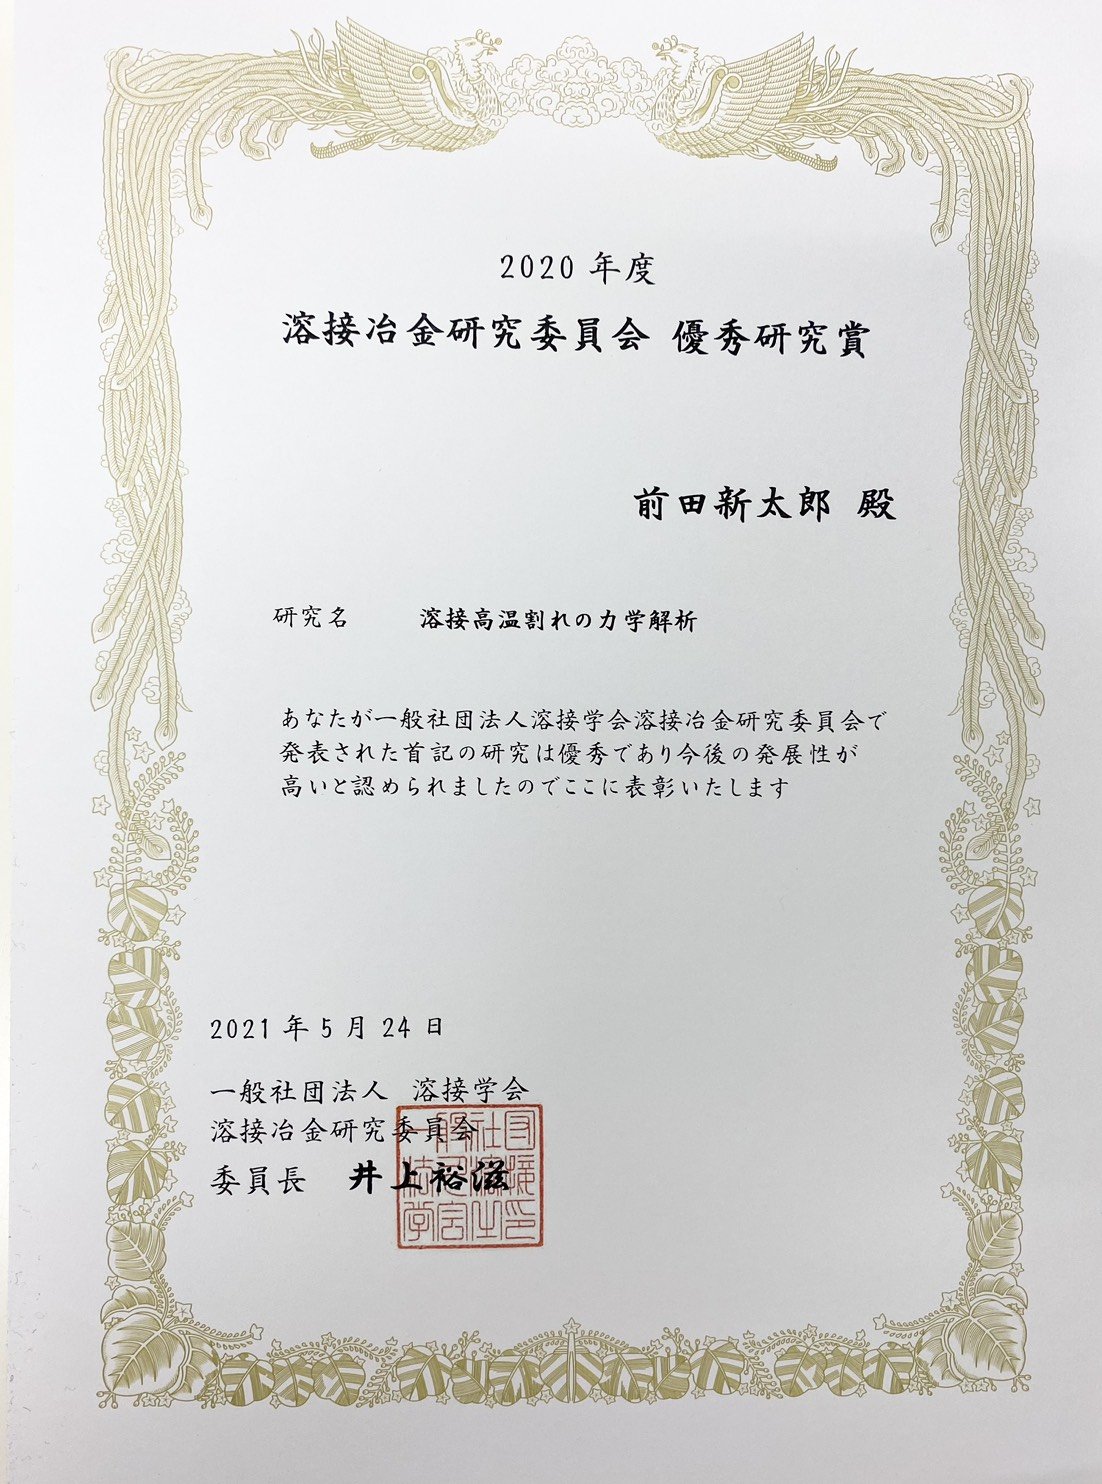 2020 年度
溶接冶金研究委員会 優秀研究賞
前田新太郎 殿
研究名 溶接高温割れの力学解析
あなたが一般社団法人溶接学会溶接冶金研究委員会で
発表された首記の研究は優秀であり今後の発展性が
高いと認められましたのでここに表彰いたします
2021 年 5 月 24 日
一般社団法人 溶接学会
溶接冶金研究委員会
委員長 井上裕滋